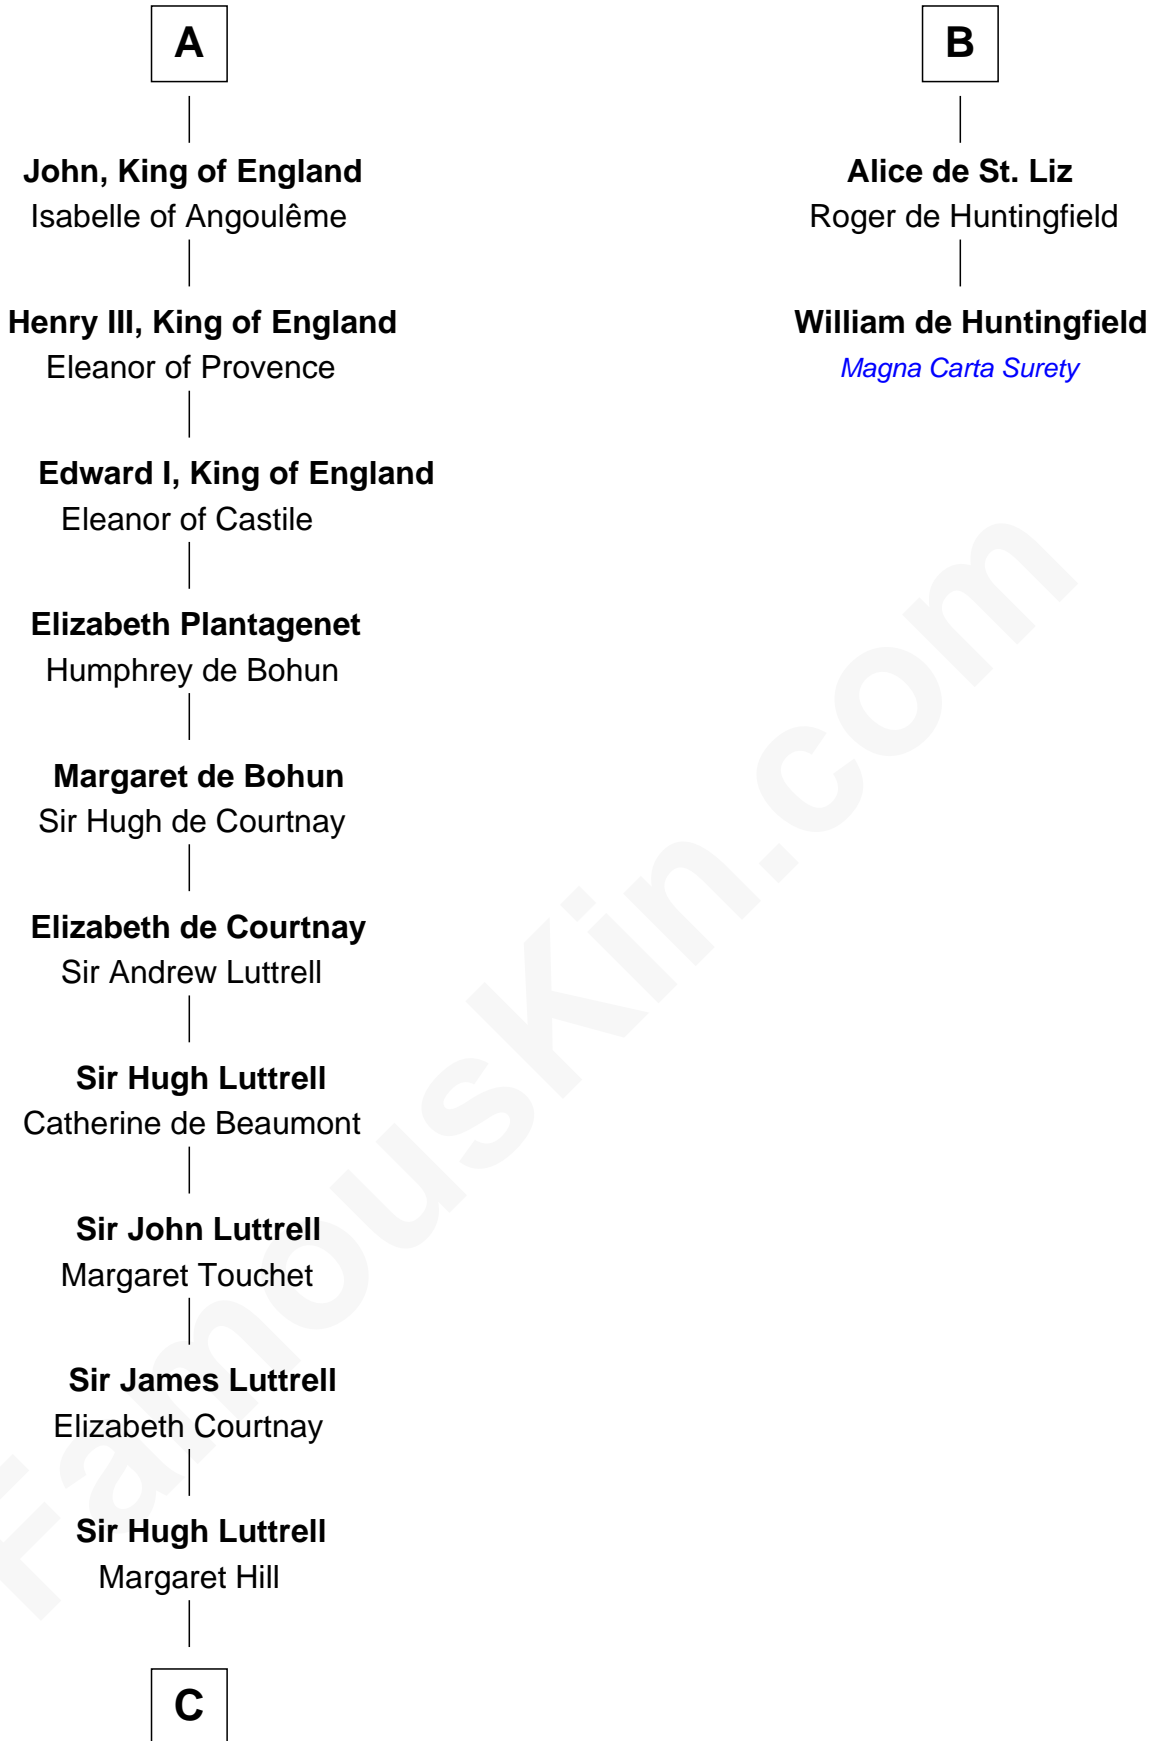 A
John, King of England
Isabelle of Angoulême
Henry III, King of England
Eleanor of Provence
Edward I, King of England
Eleanor of Castile
Elizabeth Plantagenet
Humphrey de Bohun
Margaret de Bohun
Sir Hugh de Courtnay
Elizabeth de Courtnay
Sir Andrew Luttrell
Sir Hugh Luttrell
Catherine de Beaumont
Sir John Luttrell
Margaret Touchet
Sir James Luttrell
Elizabeth Courtnay
Sir Hugh Luttrell
Margaret Hill
C
B
Alice de St. Liz
Roger de Huntingfield
William de Huntingfield
Magna Carta Surety
FamousKin.com